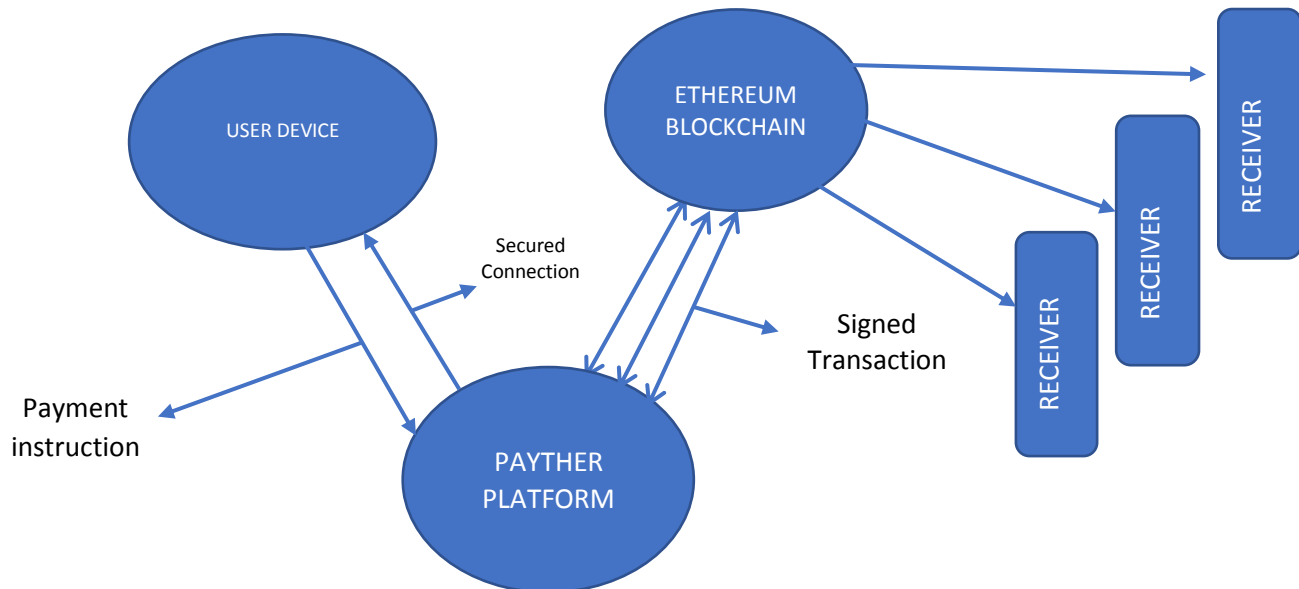 USER DEVICE
ETHEREUM
BLOCKCHAIN
RECEIVER
RECEIVER
RECEIVER
Secured
Connection
Signed
Transaction
Payment
instruction
PAYTHER
PLATFORM